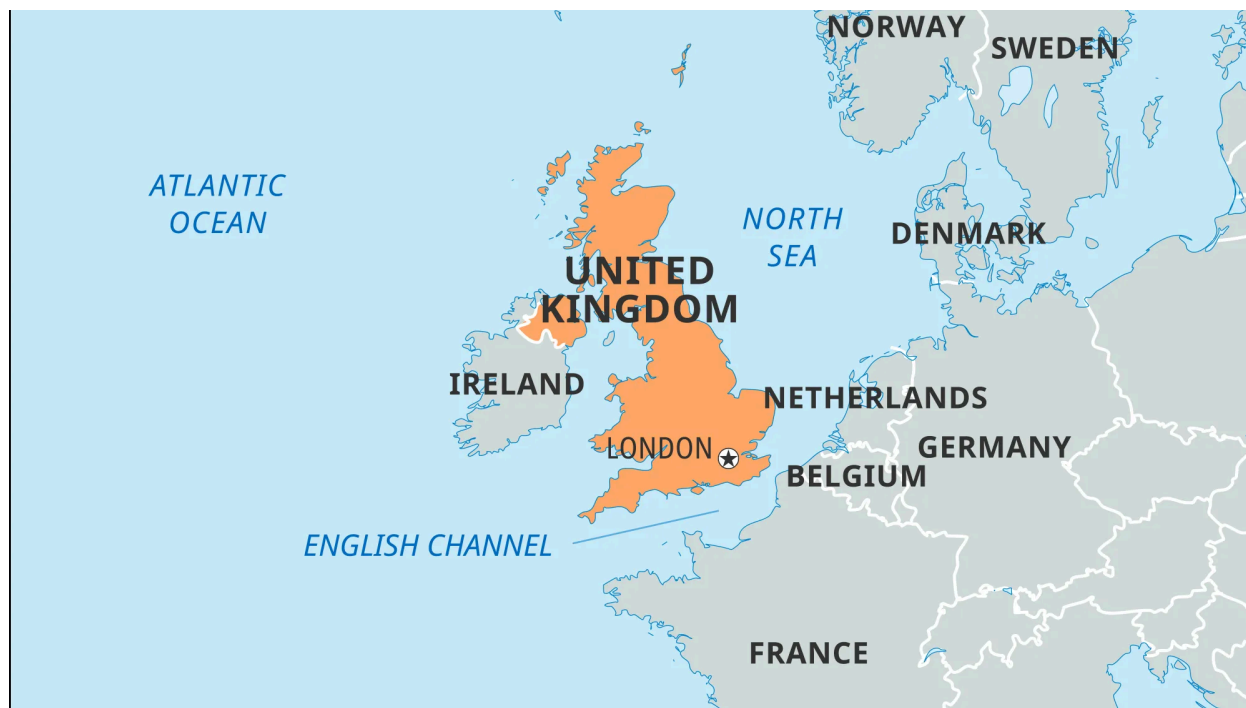 NORWAY
SWEDEN
ATLANTIC
OCEAN
NORTH
SEA
DENMARK
UNITED
KINGDOM
IRELAND
NETHERLANDS
LONDON
GERMANY
BELGIUM
ENGLISH CHANNEL
FRANCE